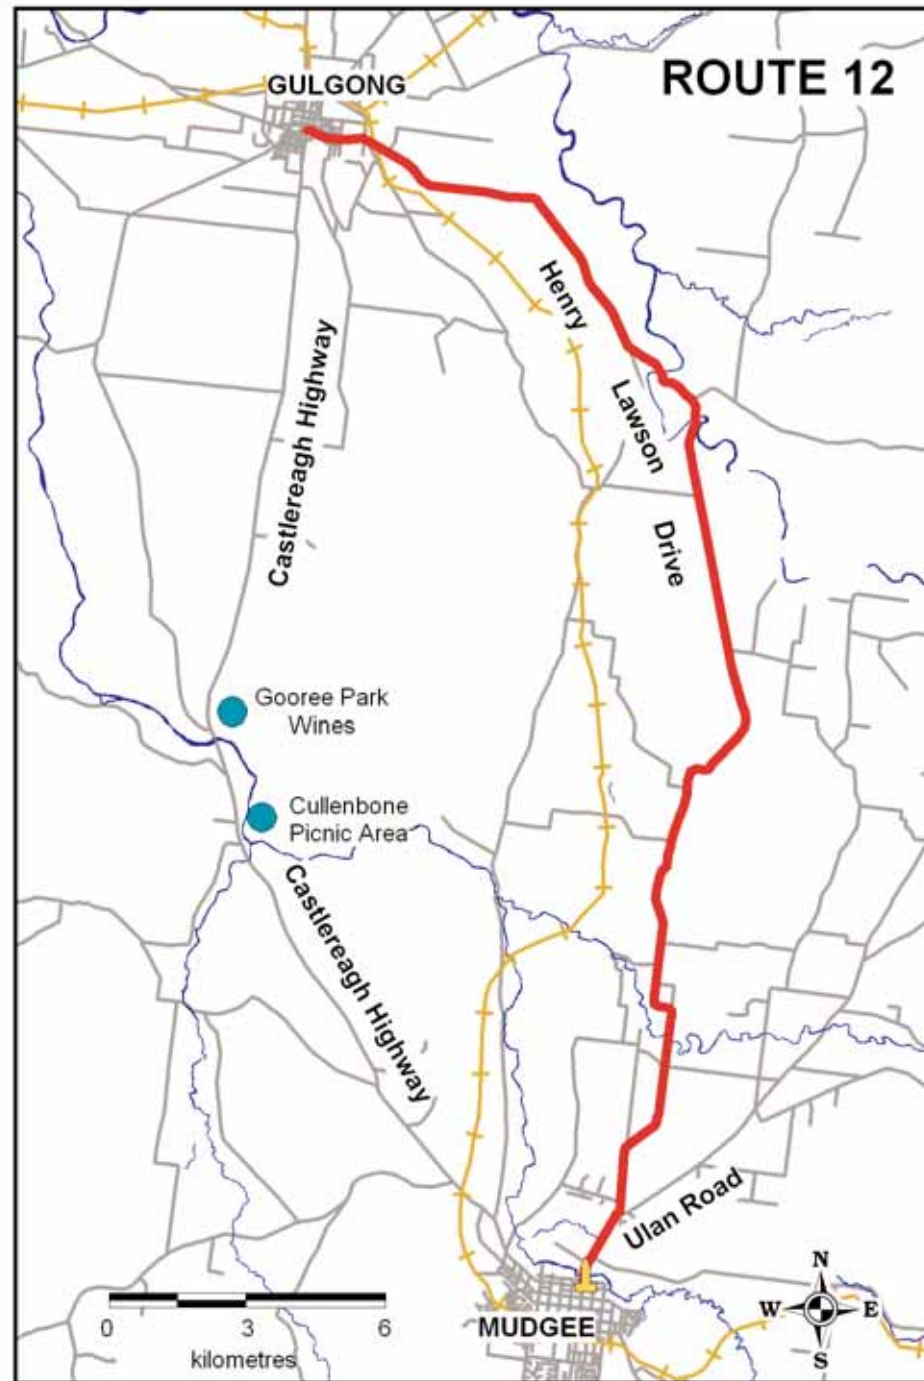 ROUTE 12
GULGONG
Henry
Lawson
Drive
Castlereagh Highway
Gooree Park
Wines
Cullenbone
Picnic Area
Castlereagh Highway
Ulan Road
MUDGEE
0 3 6
kilometres
N
W E
S